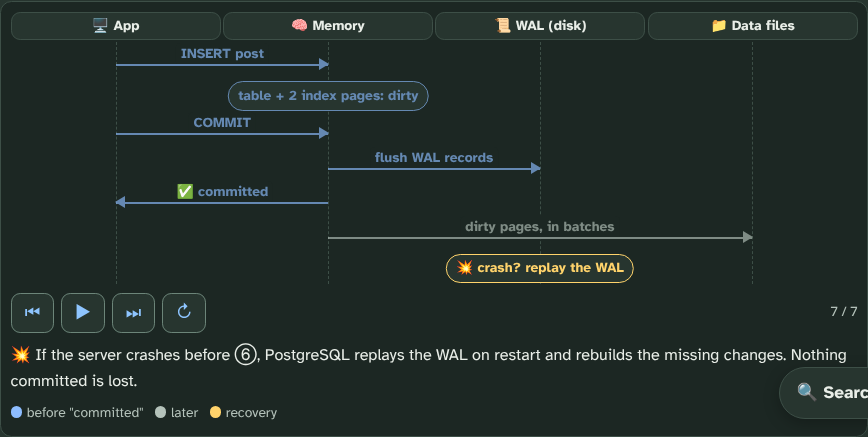 🖥️ App
🧠 Memory
📜 WAL (disk)
📁 Data files
INSERT post
table + 2 index pages: dirty
COMMIT
flush WAL records
✅ committed
dirty pages, in batches
💥 crash? replay the WAL
7 / 7
💥 If the server crashes before ⑥, PostgreSQL replays the WAL on restart and rebuilds the missing changes. Nothing
committed is lost.
🔍 Searc
before "committed"
later
recovery